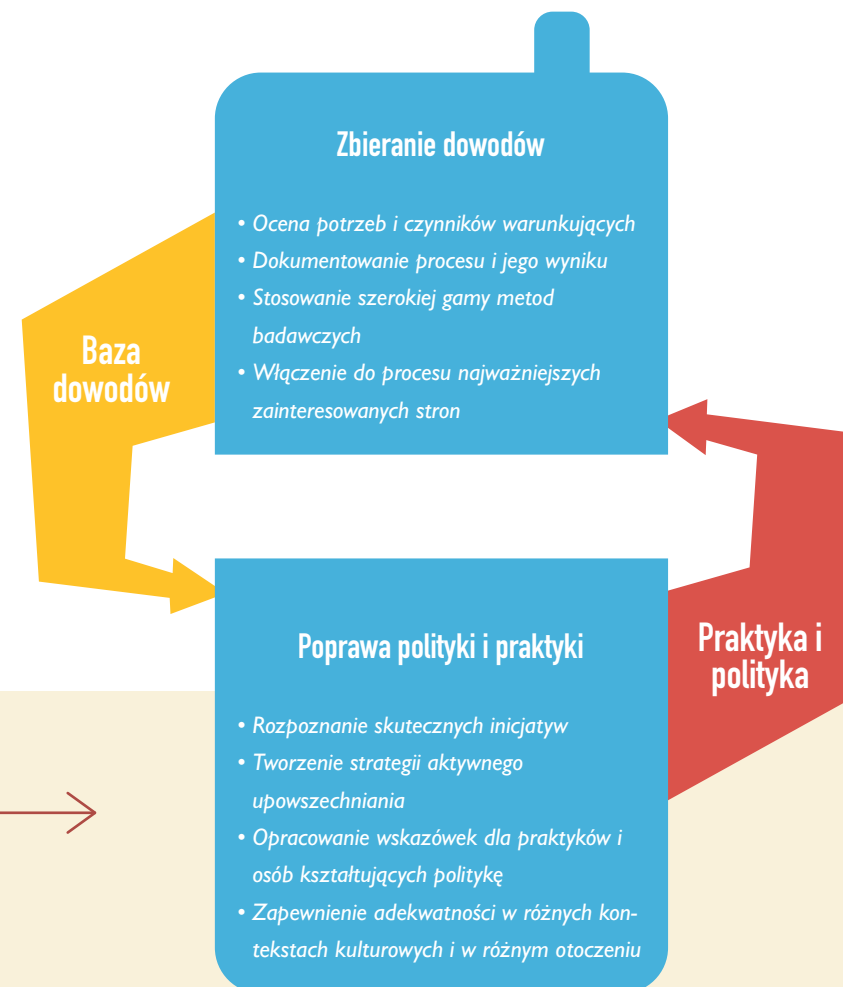 Zbieranie dowodów
• Ocena potrzeb i czynników warunkujących
• Dokumentowanie procesu i jego wyniku
• Stosowanie szerokiej gamy metod
badawczych
• Włączenie do procesu najważniejszych
zainteresowanych stron
Baza
dowodów
Poprawa polityki i praktyki
• Rozpoznanie skutecznych inicjatyw
• Tworzenie strategii aktywnego
upowszechniania
• Opracowanie wskazówek dla praktyków i
osób kształtujących politykę
• Zapewnienie adekwatności w różnych kon-
tekstach kulturowych i w różnym otoczeniu
Praktyka i
polityka